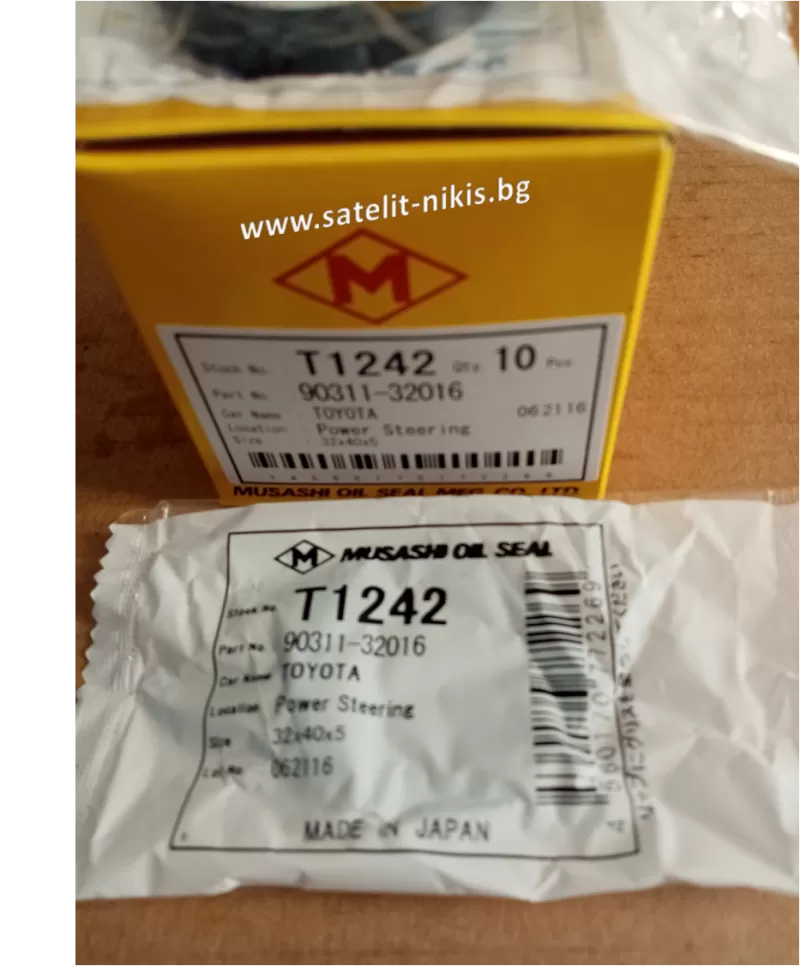 www.satelit-nikis.bg
M
Stock No. T1242 Qty. 10 Pcs.
Part No. 90311-32016
Car Name : TOYOTA 062116
Location : Power Steering
Size : 32x40x5
MUSASHI OIL SEAL MFG. CO., LTD.
M MUSASHI OIL SEAL
Stock No. T1242
Part No. 90311-32016
Car Name TOYOTA
Location Power Steering
Size 32x40x5
Lot No 062116
MADE IN JAPAN